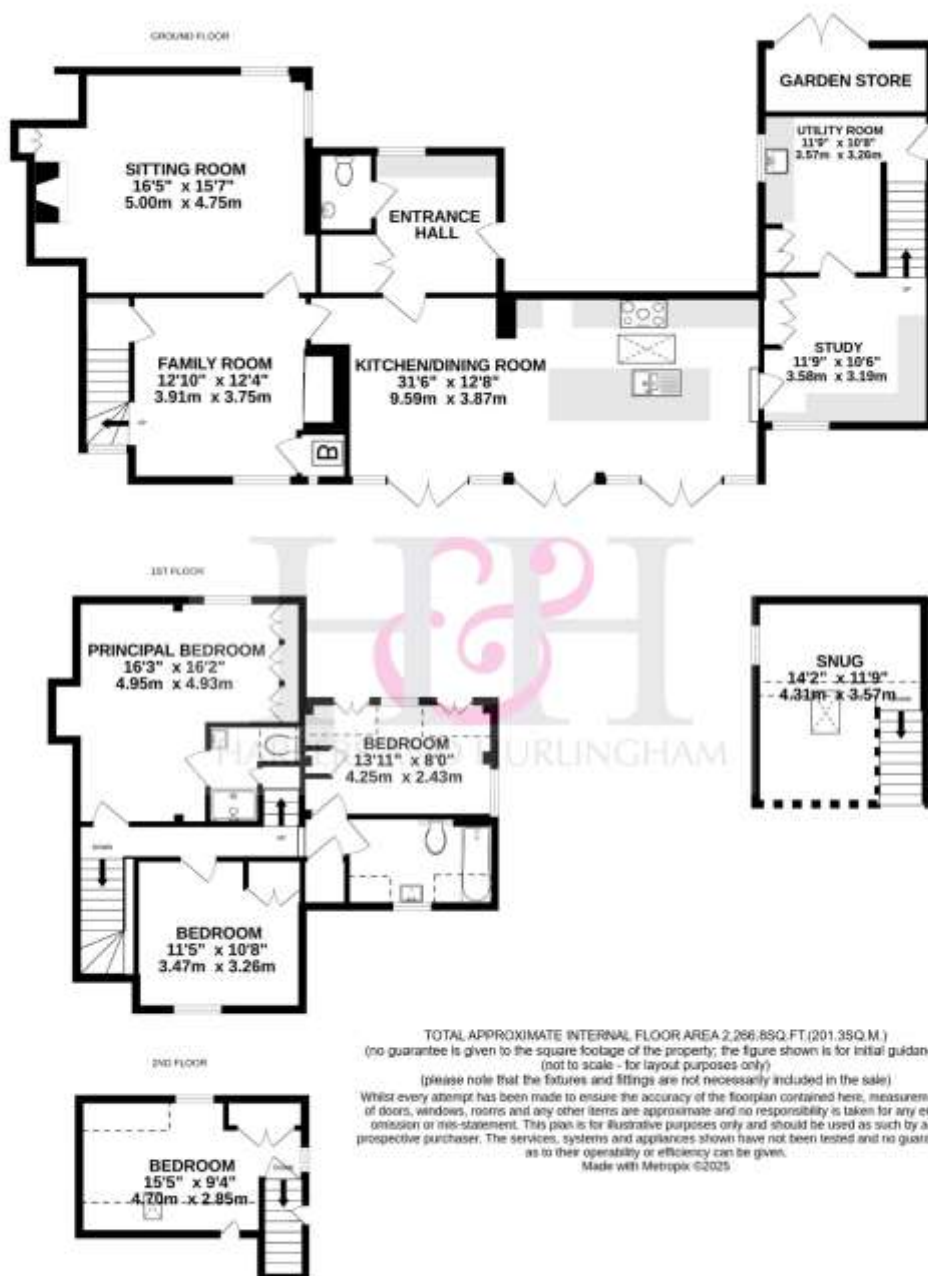 GROUND FLOOR
GARDEN STORE
UTILITY ROOM
11'9" x 10'8"
3.57m x 3.26m
SITTING ROOM
16'5" x 15'7"
5.00m x 4.75m
ENTRANCE
HALL
UP
FAMILY ROOM
12'10" x 12'4"
3.91m x 3.75m
KITCHEN/DINING ROOM
31'6" x 12'8"
9.59m x 3.87m
STUDY
11'9" x 10'6"
3.58m x 3.19m
UP
B
1ST FLOOR
H&H
PRINCIPAL BEDROOM
16'3" x 16'2"
4.95m x 4.93m
SNUG
14'2" x 11'9"
4.31m x 3.57m
BEDROOM
13'11" x 8'0"
4.25m x 2.43m
DOWN
UP
BEDROOM
11'5" x 10'8"
3.47m x 3.26m
2ND FLOOR
BEDROOM
15'5" x 9'4"
4.70m x 2.85m
DOWN
TOTAL APPROXIMATE INTERNAL FLOOR AREA 2,266.8SQ.FT.(201.3SQ.M.)
(no guarantee is given to the square footage of the property; the figure shown is for initial guidan
(not to scale - for layout purposes only)
(please note that the fixtures and fittings are not necessarily included in the sale)
Whilst every attempt has been made to ensure the accuracy of the floorplan contained here, measurem
of doors, windows, rooms and any other items are approximate and no responsibility is taken for any er
omission or mis-statement. This plan is for illustrative purposes only and should be used as such by a
prospective purchaser. The services, systems and appliances shown have not been tested and no guara
as to their operability or efficiency can be given.
Made with Metropix ©2025